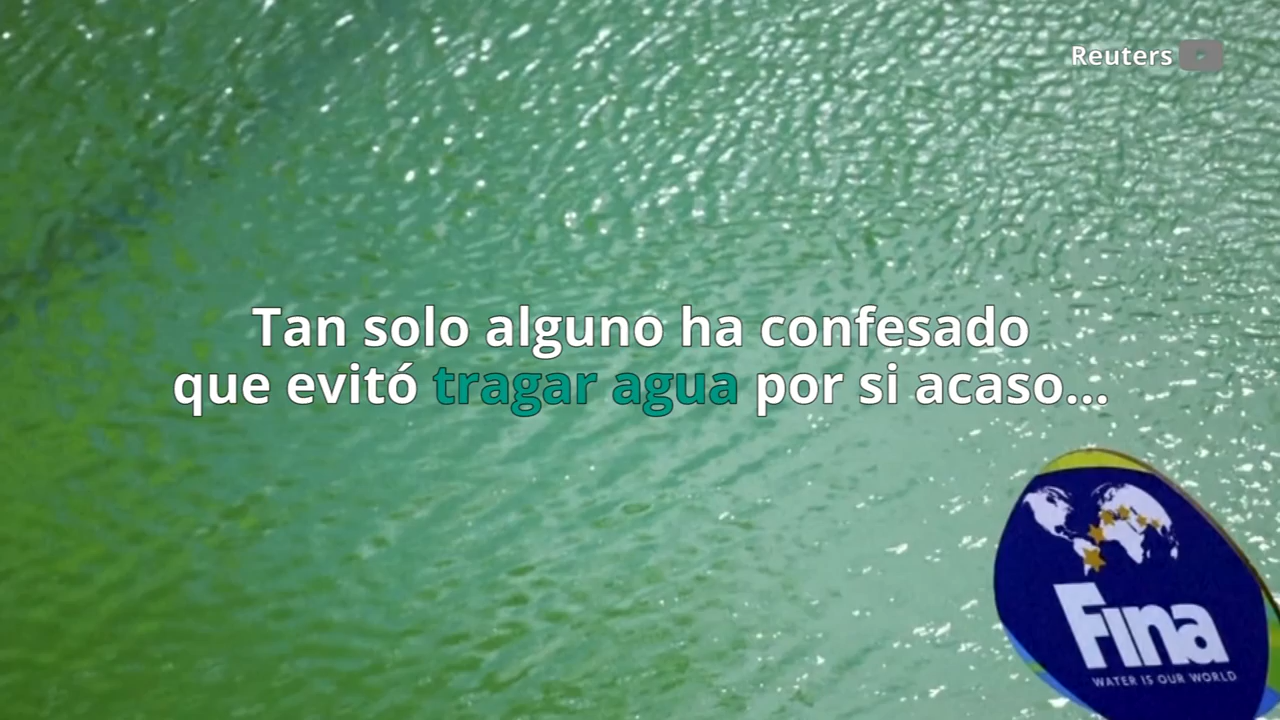 Reuters
Tan solo alguno ha confesado
que evitó tragar agua por si acaso...
Fina
WATER IS OUR WORLD